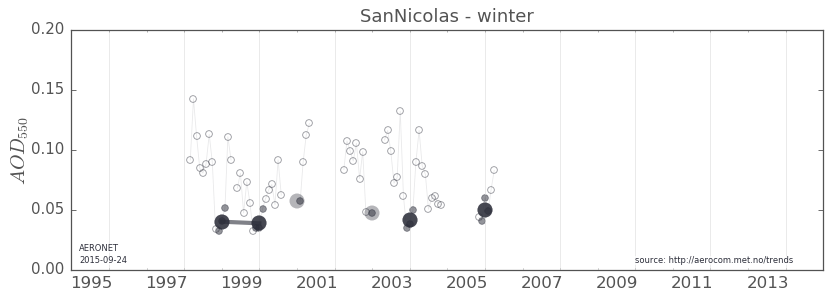 SanNicolas - winter
0.20
0.15
0.10
0.05
0.00
AOD550
AERONET
2015-09-24
source: http://aerocom.met.no/trends
1995 1997 1999 2001 2003 2005 2007 2009 2011 2013